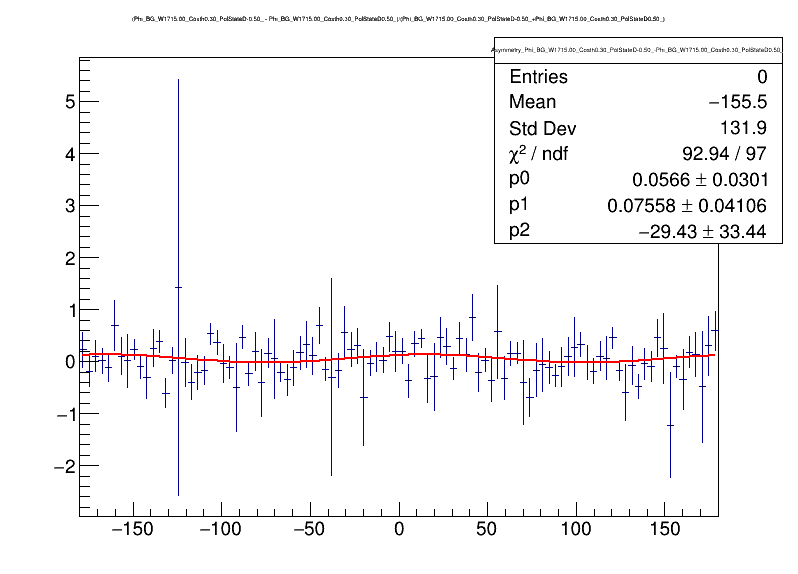 (Phi_BG_W1715.00_Costh0.30_PolStateD-0.50_ - Phi_BG_W1715.00_Costh0.30_PolStateD-0.50_)/(Phi_BG_W1715.00_Costh0.30_PolStateD-0.50_+Phi_BG_W1715.00_Costh0.30_PolStateD0.50_)
Asymmetry_Phi_BG_W1715.00_Costh0.30_PolStateD-0.50_-Phi_BG_W1715.00_Costh0.30_PolStateD0.50_
Entries 0
Mean −155.5
Std Dev 131.9
χ² / ndf 92.94 / 97
p0 0.0566 ± 0.0301
p1 0.07558 ± 0.04106
p2 −29.43 ± 33.44
5
4
3
2
1
0
−1
−2
−150 −100 −50 0 50 100 150